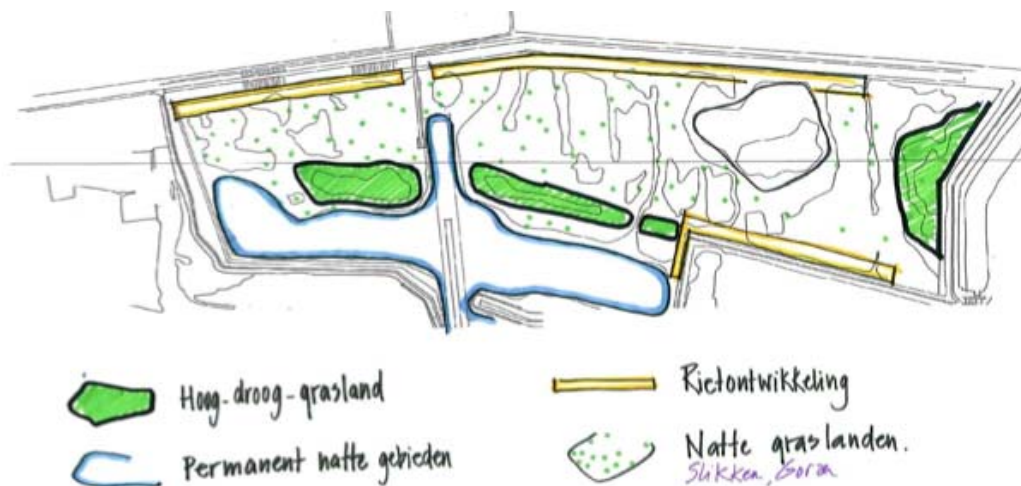 Hoog-droog-grasland
Permanent natte gebieden
Rietontwikkeling
Natte graslanden.
Slikken, Gorzen